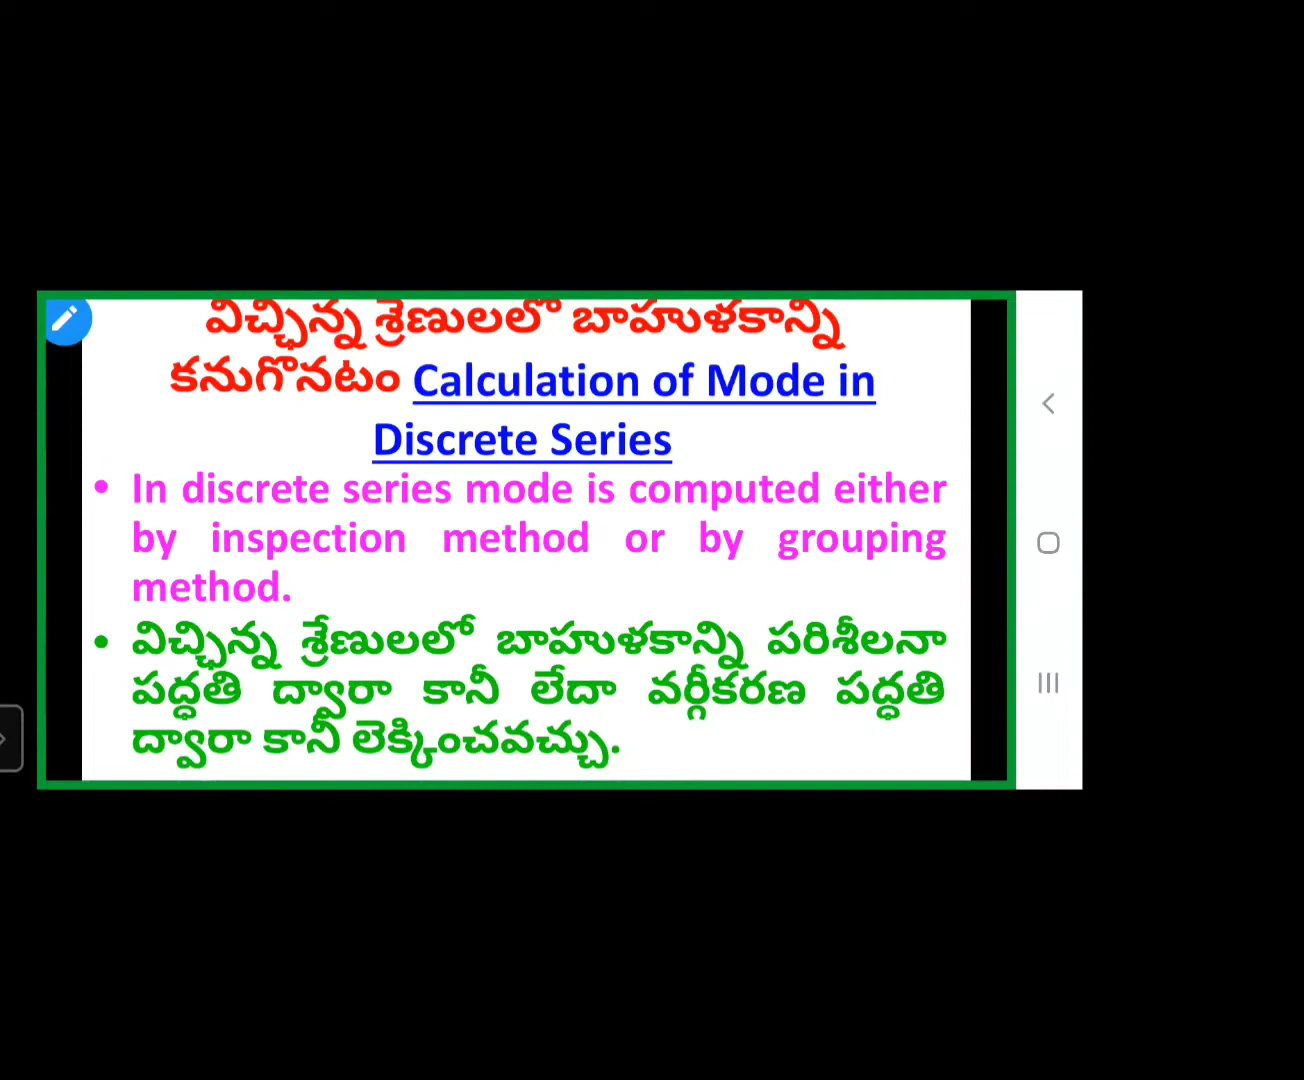 విచ్ఛిన్న శ్రేణులలో బాహుళకాన్ని
కనుగొనటం Calculation of Mode in
Discrete Series
• In discrete series mode is computed either
by inspection method or by grouping
method.
• విచ్ఛిన్న శ్రేణులలో బాహుళకాన్ని పరిశీలనా
పద్ధతి ద్వారా కానీ లేదా వర్గీకరణ పద్ధతి
ద్వారా కానీ లెక్కించవచ్చు.